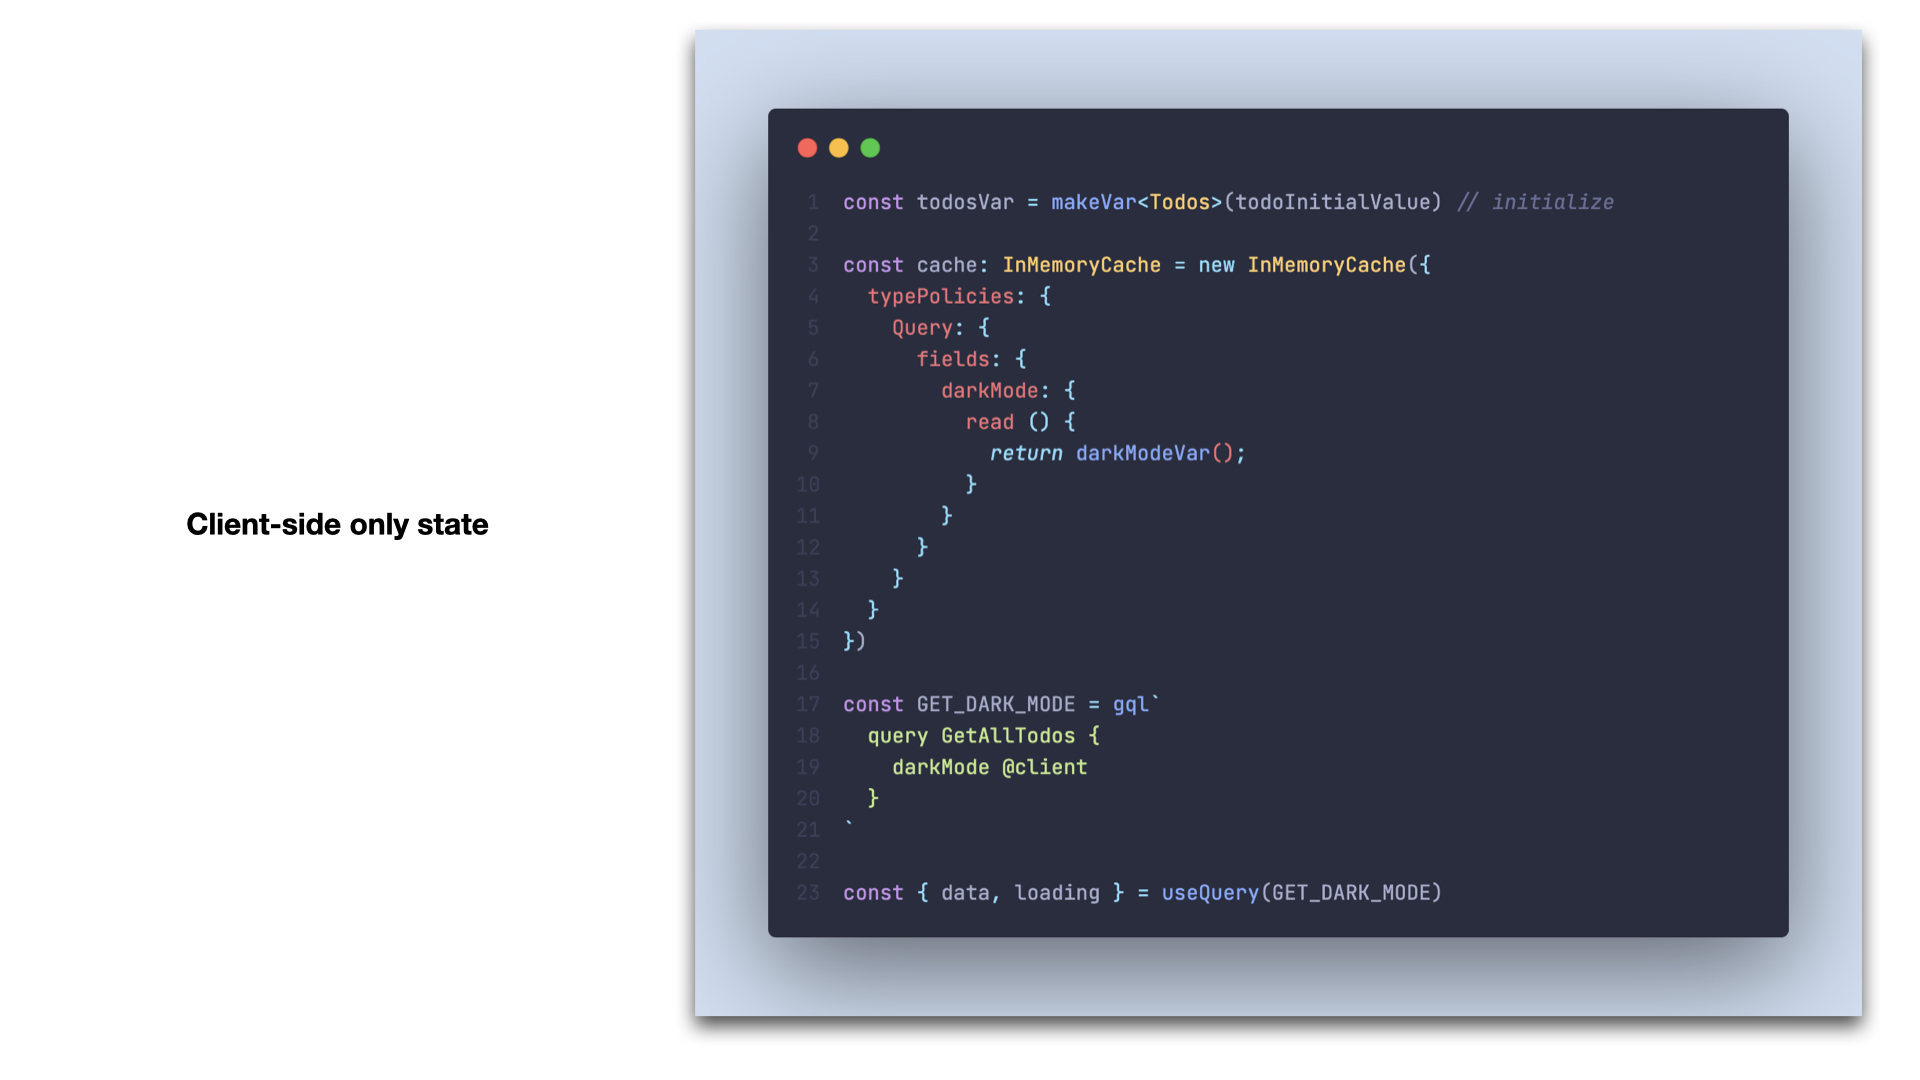 Client-side only state
1 const todosVar = makeVar<Todos>(todoInitialValue) // initialize
2
3 const cache: InMemoryCache = new InMemoryCache({
4   typePolicies: {
5     Query: {
6       fields: {
7         darkMode: {
8           read () {
9             return darkModeVar();
10           }
11         }
12       }
13     }
14   }
15 })
16
17 const GET_DARK_MODE = gql`
18   query GetAllTodos {
19     darkMode @client
20   }
21 `
22
23 const { data, loading } = useQuery(GET_DARK_MODE)